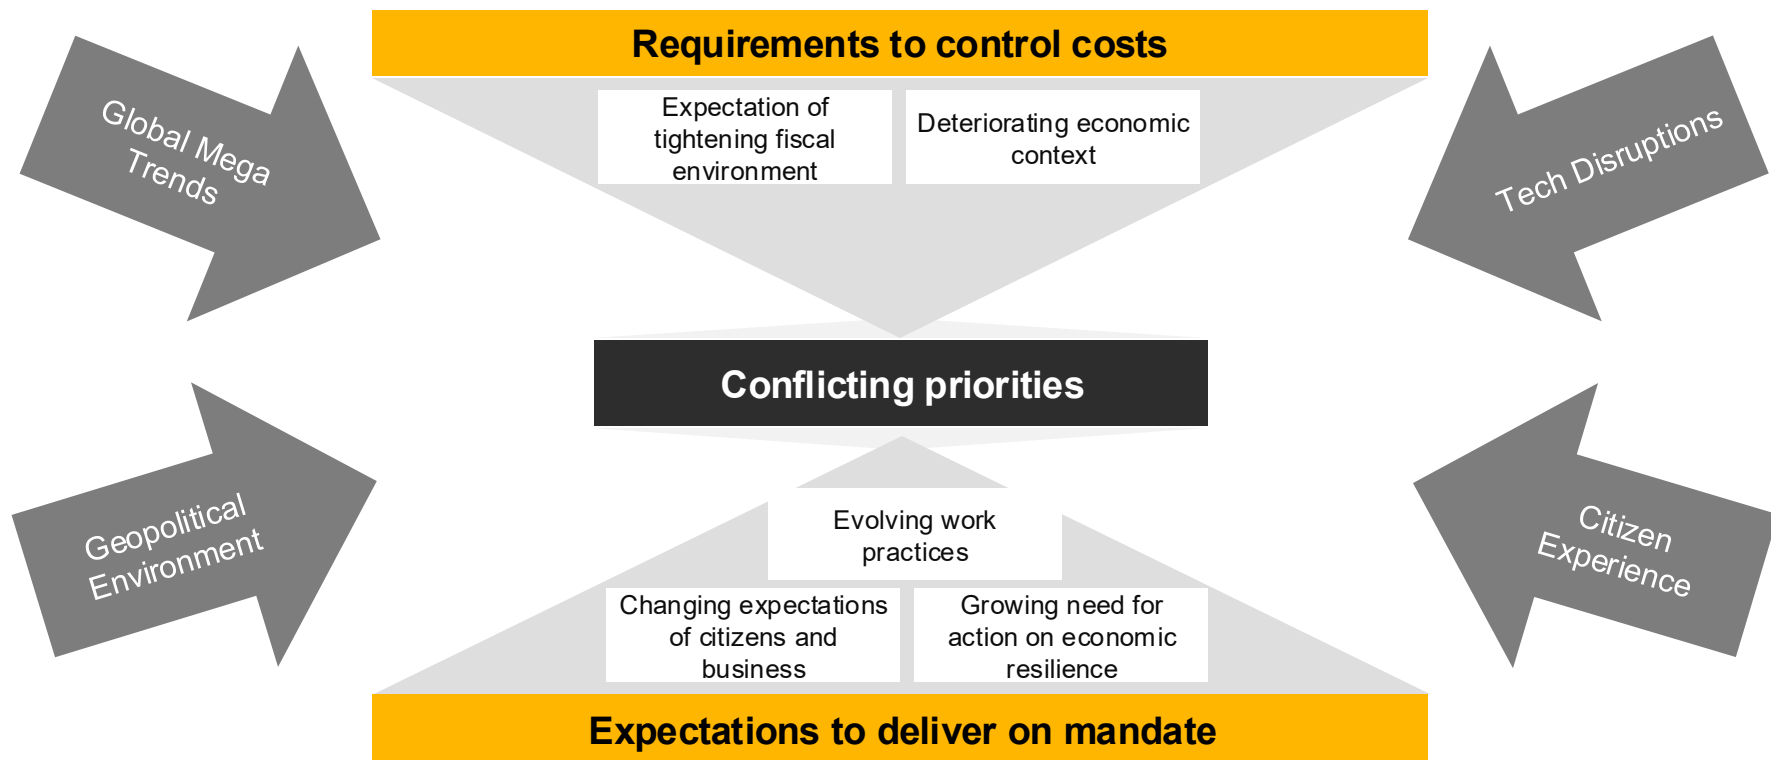 Requirements to control costs
Global Mega
Trends
Expectation of
tightening fiscal
environment
Deteriorating economic
context
Tech Disruptions
Conflicting priorities
Geopolitical
Environment
Evolving work
practices
Citizen
Experience
Changing expectations
of citizens and
business
Growing need for
action on economic
resilience
Expectations to deliver on mandate